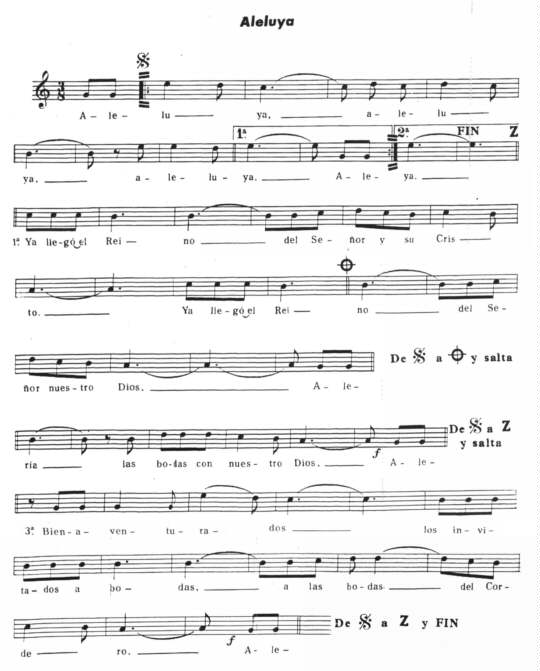 Aleluya
A - le - lu ya, a - le - lu
1ª 2ª FIN Z
ya, a - le - lu - ya. A - le - ya.
1ª Ya lle-gó el Rei — no del Se - ñor y su Cris
to. Ya lle-gó el Rei — no del Se -
De a y salta
ñor nues-tro Dios, A - le-
De a Z
y salta
ria las bo-das con nues-tro Dios, A - le-
f
3ª Bien-a-ven-tu-ra-dos los in-vi-
ta-dos a bo-das, a las bo-das del Cor-
De a Z y FIN
f
de - ro. A - le-